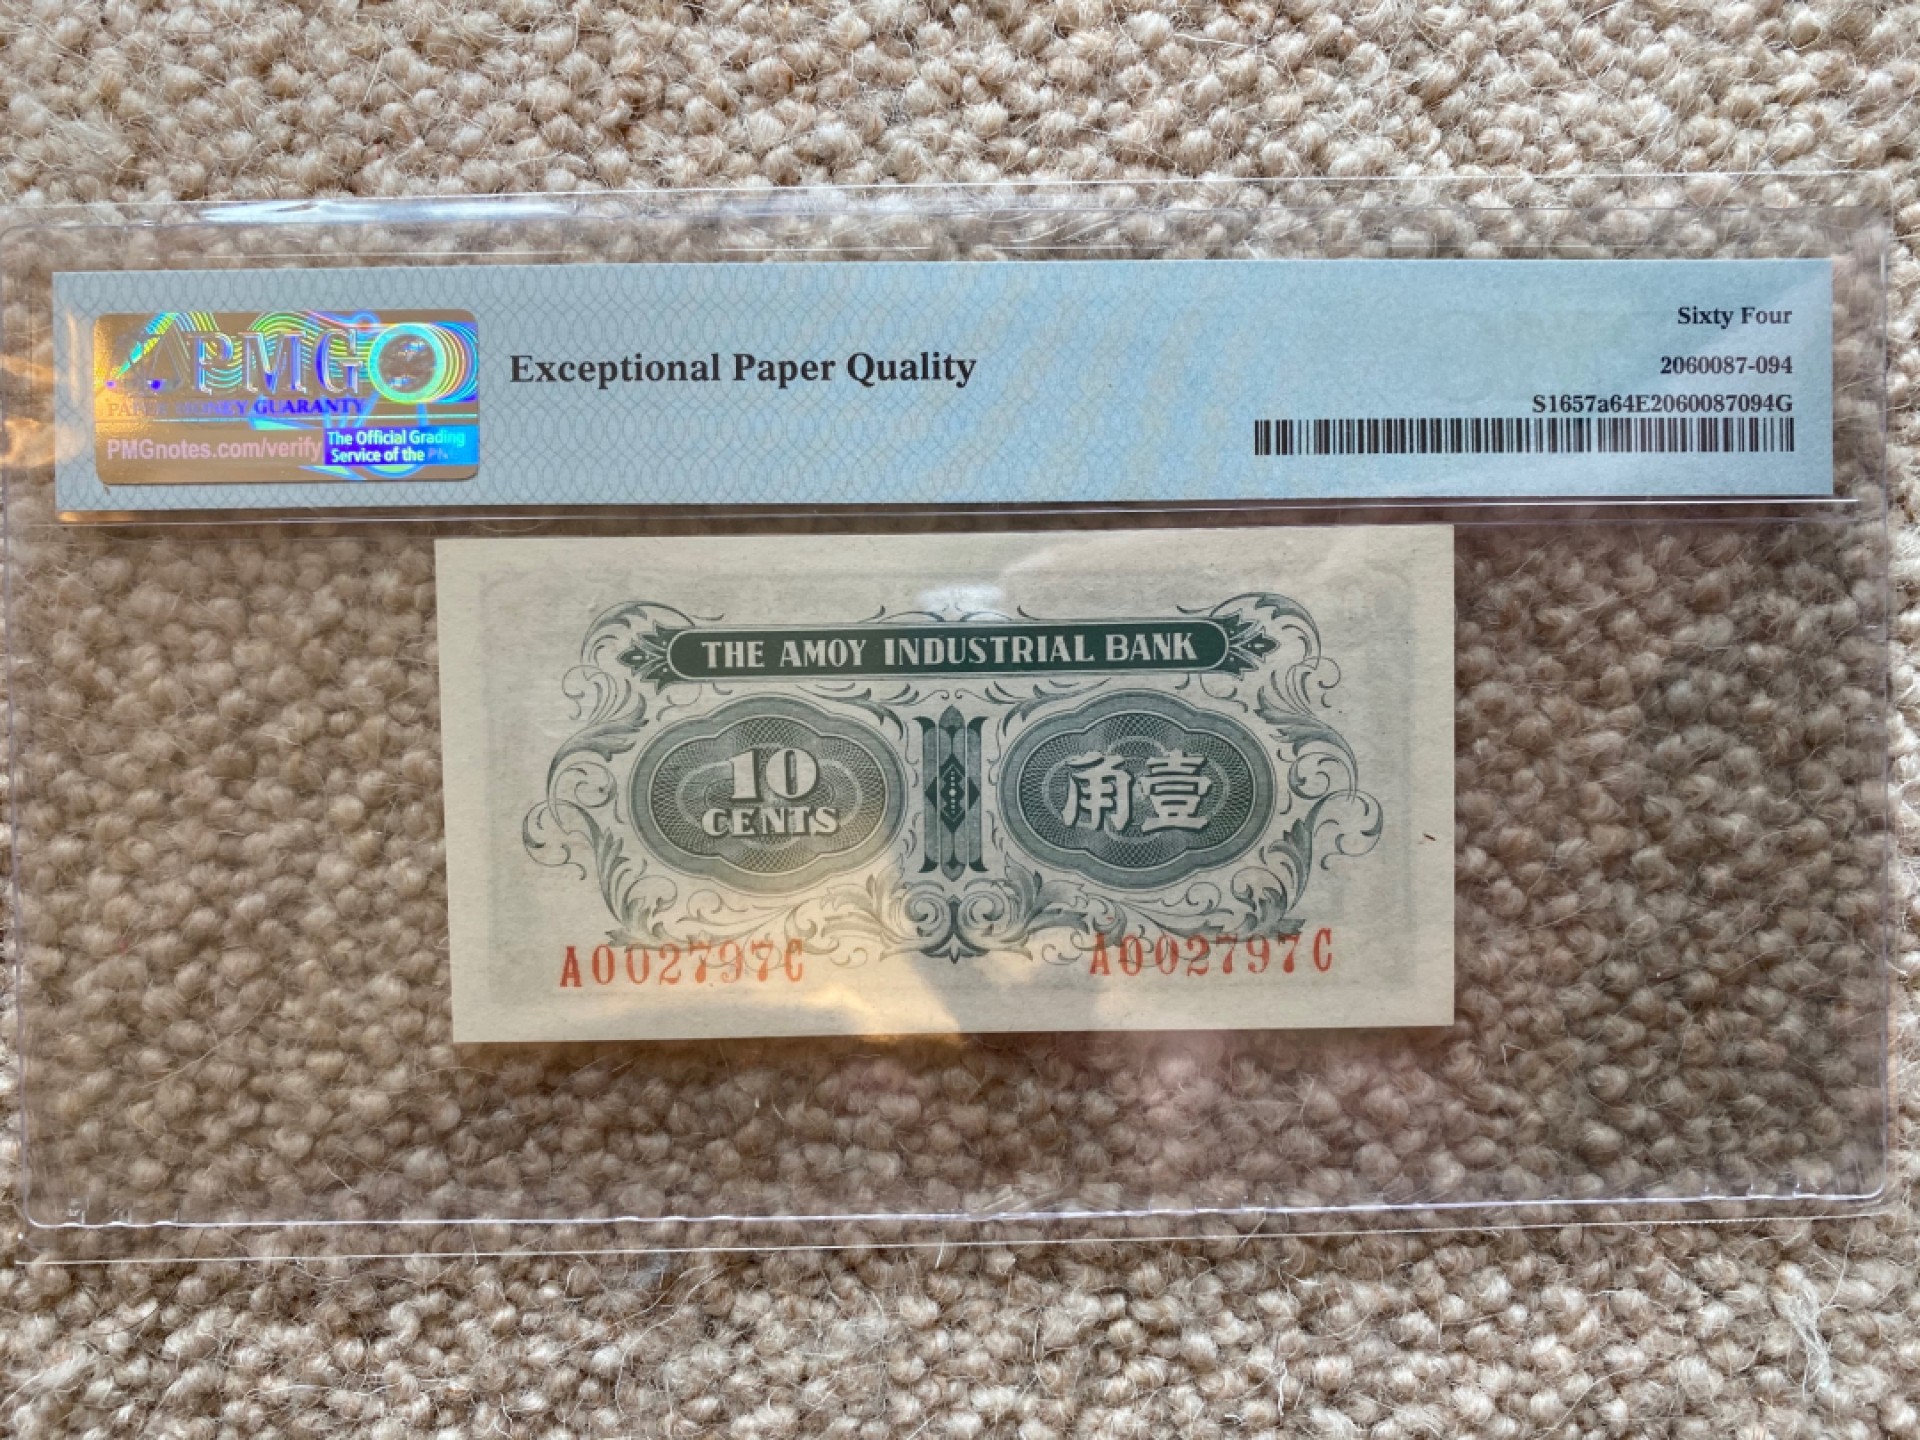 PMG
PAPER MONEY GUARANTY
PMGnotes.com/verify
The Official Grading
Service of the
Exceptional Paper Quality
Sixty Four
2060087-094
S1657a64E2060087094G
THE AMOY INDUSTRIAL BANK
10
CENTS
角壹
A002797C
A002797C